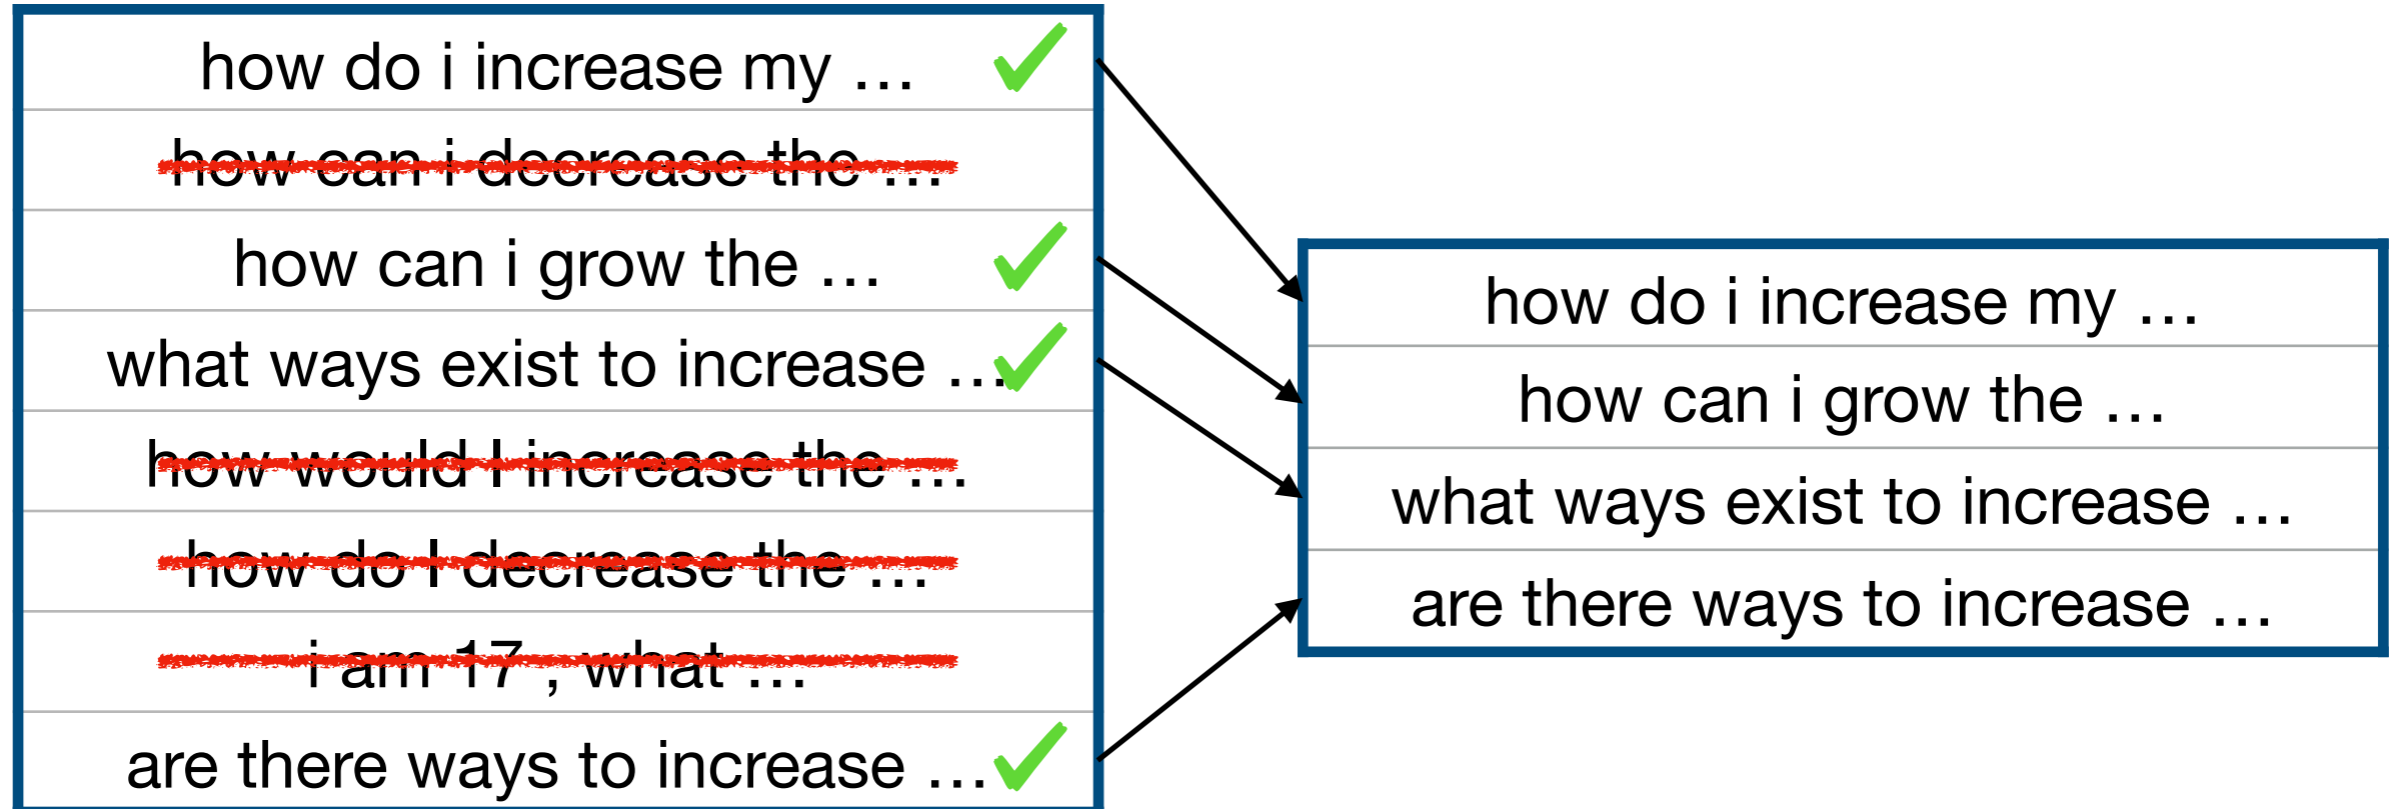 how do i increase my …
how can i decrease the …
how can i grow the …
what ways exist to increase …
how would I increase the …
how do I decrease the …
i am 17 , what …
are there ways to increase …
how do i increase my …
how can i grow the …
what ways exist to increase …
are there ways to increase …